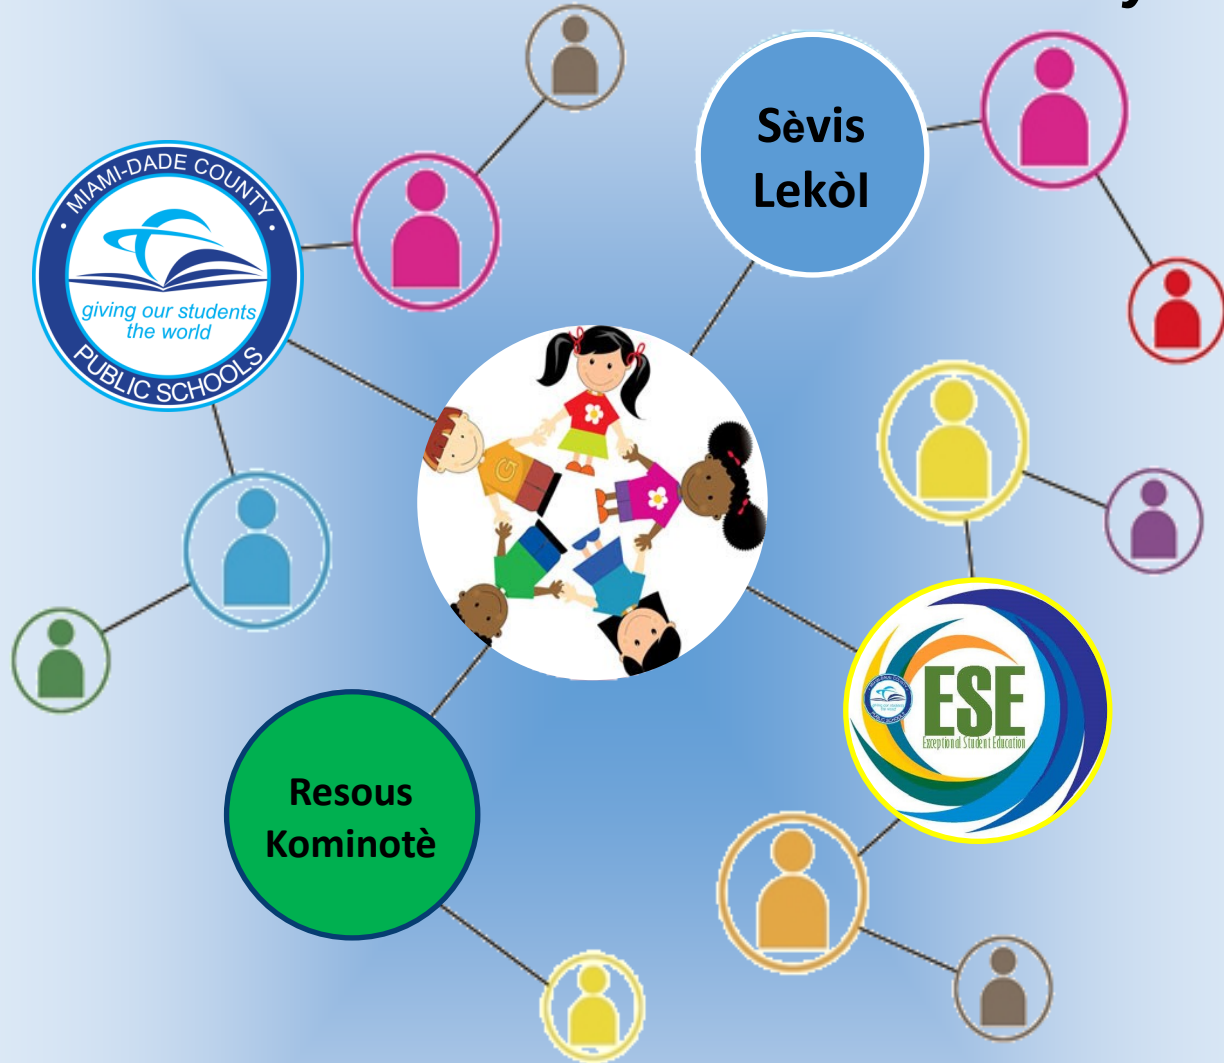 Sèvis
Lekòl
MIAMI-DADE COUNTY
giving our students
the world
PUBLIC SCHOOLS
ESE
Exceptional Student Education
Resous
Kominotè